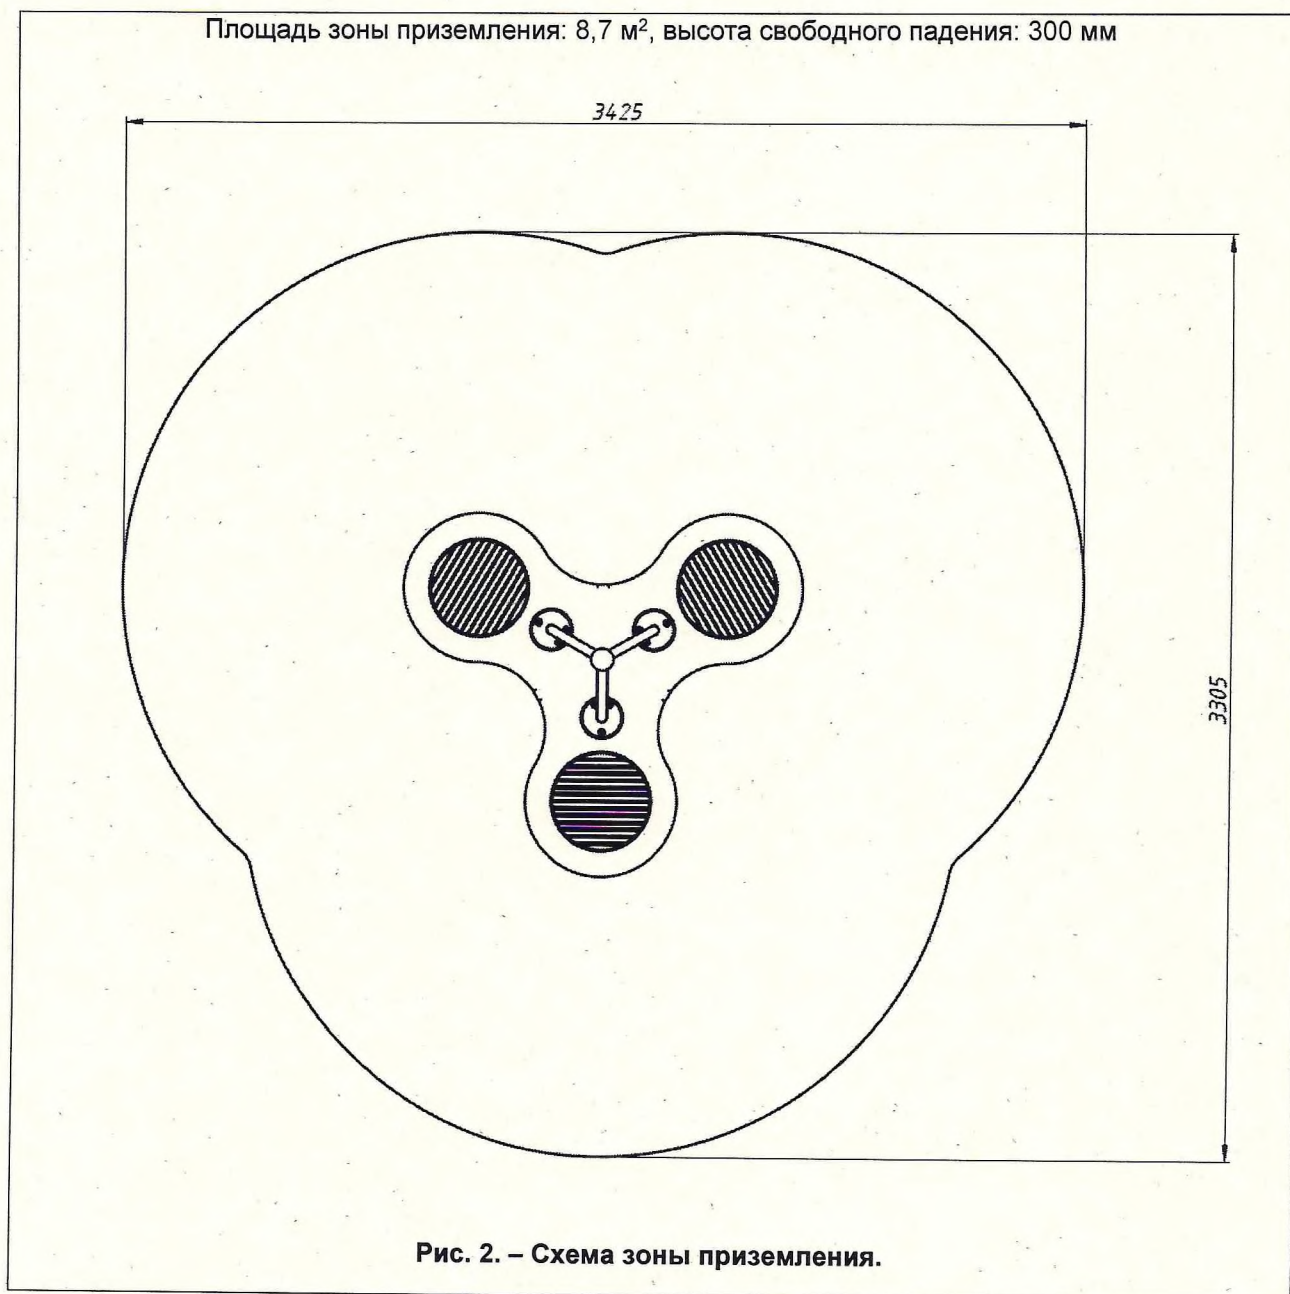 Площадь зоны приземления: 8,7 м², высота свободного падения: 300 мм
3425
3305
Рис. 2. – Схема зоны приземления.